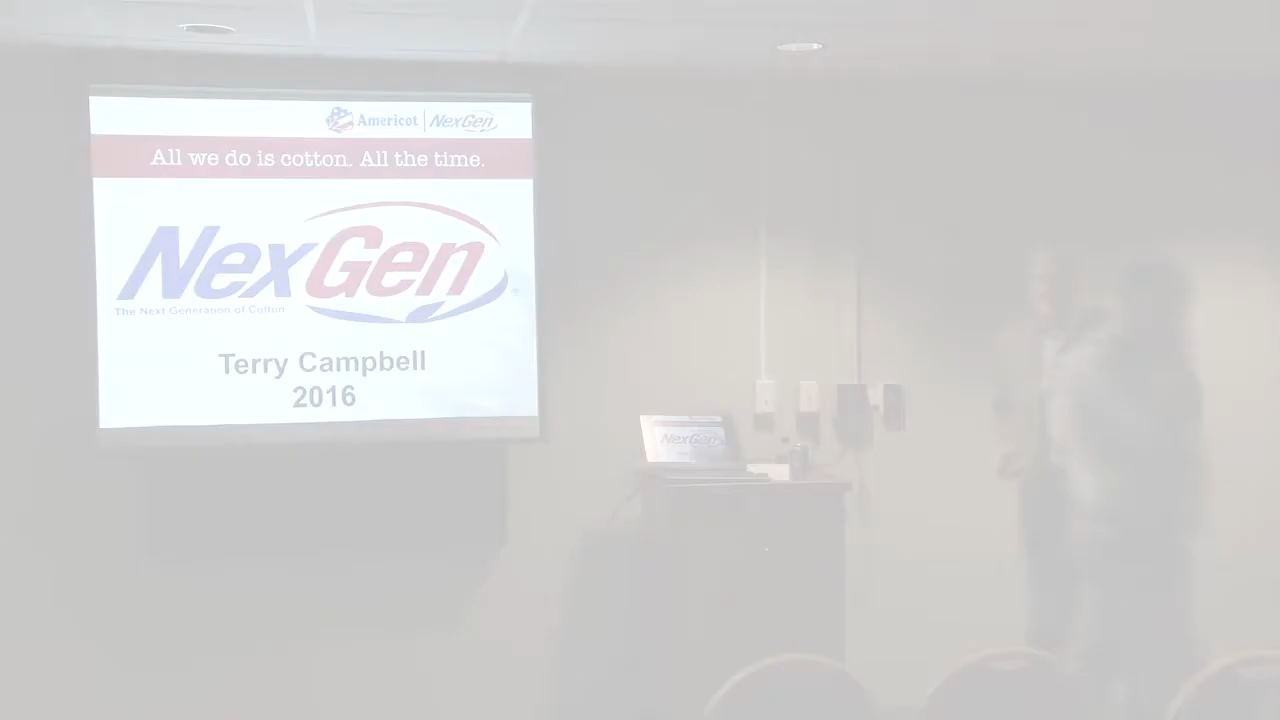 Americot | NexGen
All we do is cotton. All the time.
NexGen
The Next Generation of Cotton
Terry Campbell
2016
NexGen